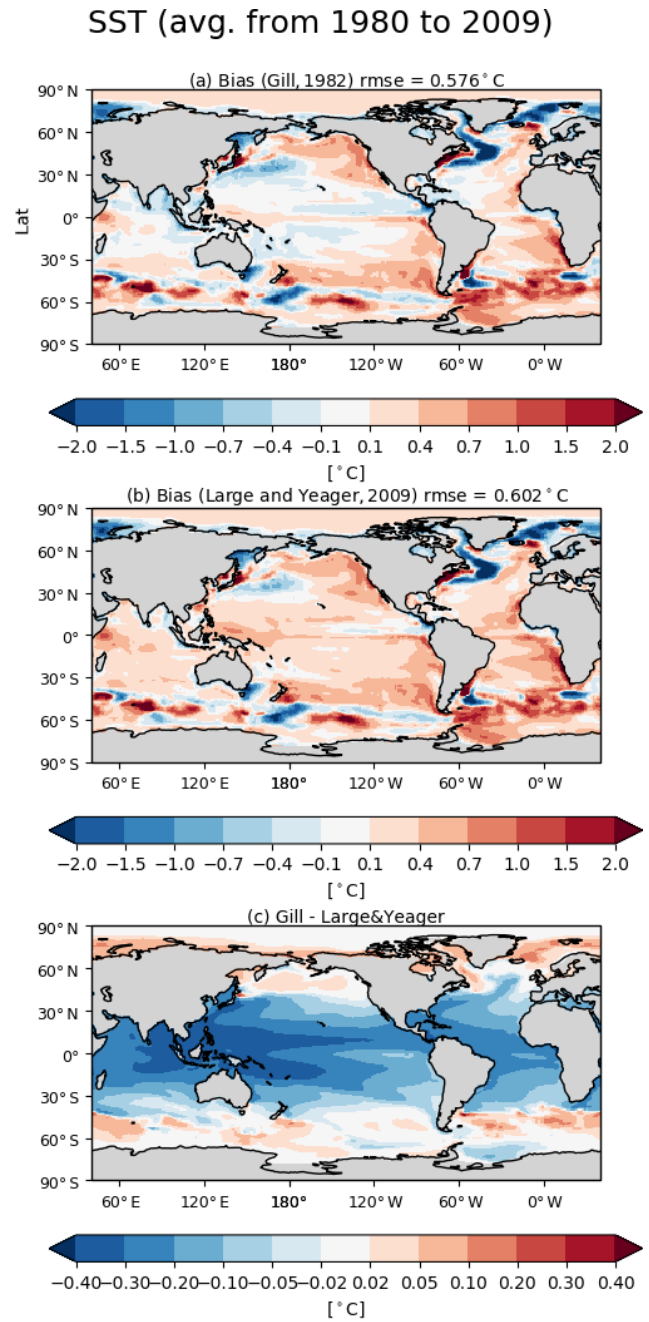 SST (avg. from 1980 to 2009)
(a) Bias (Gill, 1982) rmse = 0.576°C
90°N
60°N
30°N
0°
30°S
60°S
90°S
Lat
60°E 120°E 180° 120°W 60°W 0°W
−2.0 −1.5 −1.0 −0.7 −0.4 −0.1 0.1 0.4 0.7 1.0 1.5 2.0
[°C]
(b) Bias (Large and Yeager, 2009) rmse = 0.602°C
90°N
60°N
30°N
0°
30°S
60°S
90°S
60°E 120°E 180° 120°W 60°W 0°W
−2.0 −1.5 −1.0 −0.7 −0.4 −0.1 0.1 0.4 0.7 1.0 1.5 2.0
[°C]
(c) Gill - Large&Yeager
90°N
60°N
30°N
0°
30°S
60°S
90°S
60°E 120°E 180° 120°W 60°W 0°W
−0.40 −0.30 −0.20 −0.10 −0.05 −0.02 0.02 0.05 0.10 0.20 0.30 0.40
[°C]